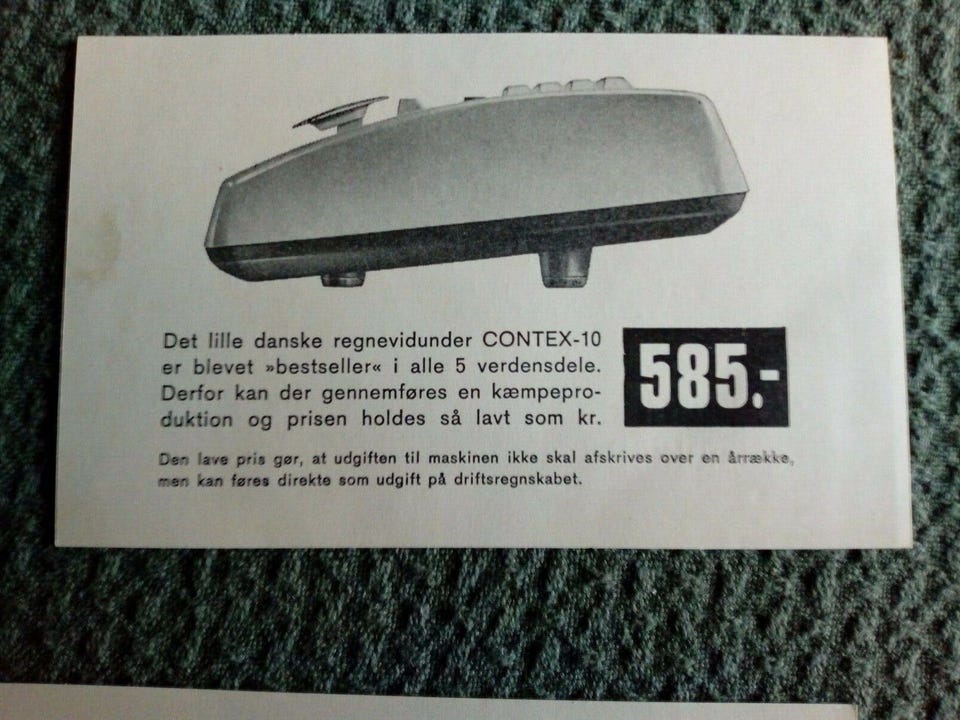 Det lille danske regnevidunder CONTEX-10
er blevet »bestseller« i alle 5 verdensdele.
Derfor kan der gennemføres en kæmpepro-
duktion og prisen holdes så lavt som kr.
585.-
Den lave pris gør, at udgiften til maskinen ikke skal afskrives over en årrække,
men kan føres direkte som udgift på driftsregnskabet.